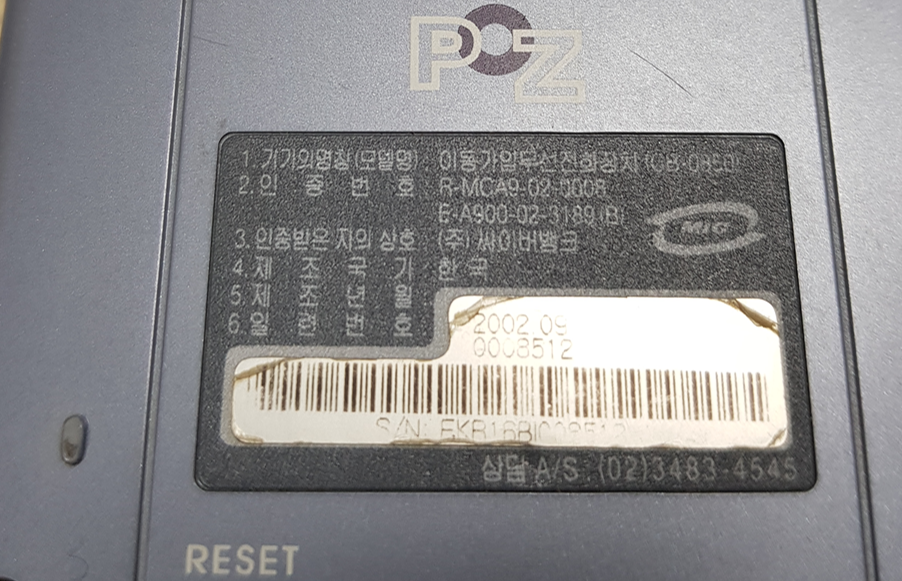 POZ
1. 기기의명칭(모델명) : 이동가입무선전화장치(CB-0850)
2. 인 증 번 호 : R-MCA9-02-0008
E-A900-02-3189(B)
3. 인증받은 자의 상호 : (주) 싸이버뱅크
MIC
4. 제 조 국 가 : 한국
5. 제 조 년 월
6. 일 련 번 호
2002.09
0008512
S/N:
상담 A/S : (02)3483-4545
RESET